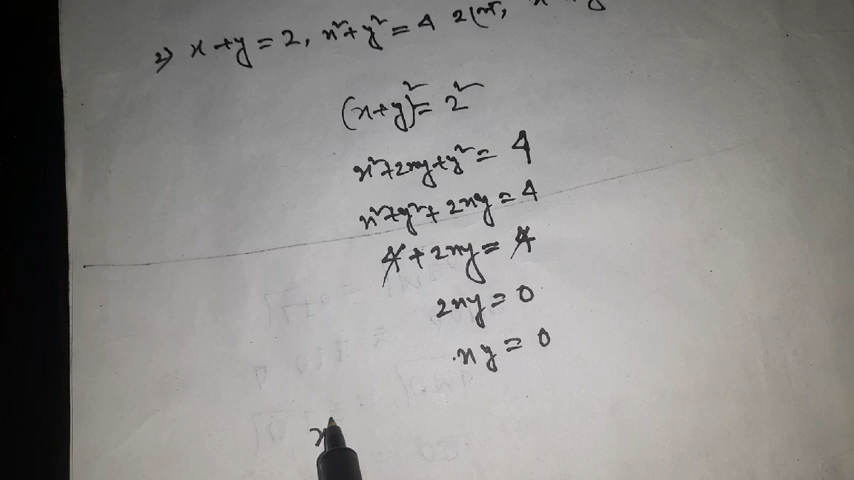 2) x + y = 2, x² + y² = 4
(x+y)² = 2²
x²+2xy+y² = 4
x²+y²+2xy = 4
4+2xy = 4
2xy = 0
xy = 0
x